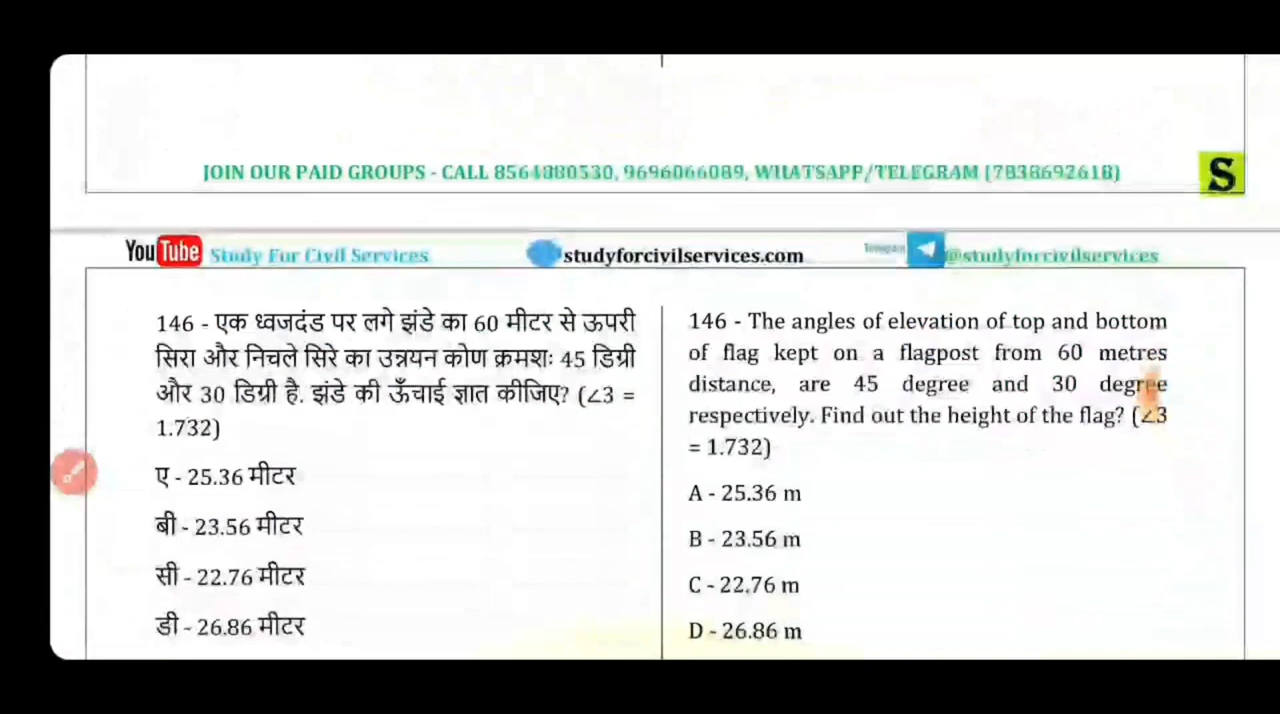 JOIN OUR PAID GROUPS - CALL 8564880530, 9696066089, WHATSAPP/TELEGRAM (7838692618)
S
YouTube Study For Civil Services studyforcivilservices.com Telegram @studyforcivilservices
146 - एक ध्वजदंड पर लगे झंडे का 60 मीटर से ऊपरी
सिरा और निचले सिरे का उन्नयन कोण क्रमशः 45 डिग्री
और 30 डिग्री है. झंडे की ऊँचाई ज्ञात कीजिए? (∠3 =
1.732)
ए - 25.36 मीटर
बी - 23.56 मीटर
सी - 22.76 मीटर
डी - 26.86 मीटर
146 - The angles of elevation of top and bottom
of flag kept on a flagpost from 60 metres
distance, are 45 degree and 30 degree
respectively. Find out the height of the flag? (∠3
= 1.732)
A - 25.36 m
B - 23.56 m
C - 22.76 m
D - 26.86 m